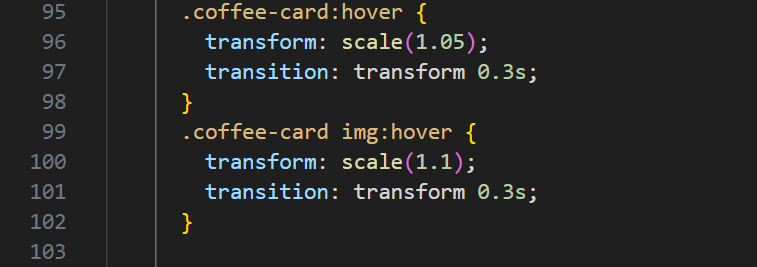 95 .coffee-card:hover {
96 transform: scale(1.05);
97 transition: transform 0.3s;
98 }
99 .coffee-card img:hover {
100 transform: scale(1.1);
101 transition: transform 0.3s;
102 }
103